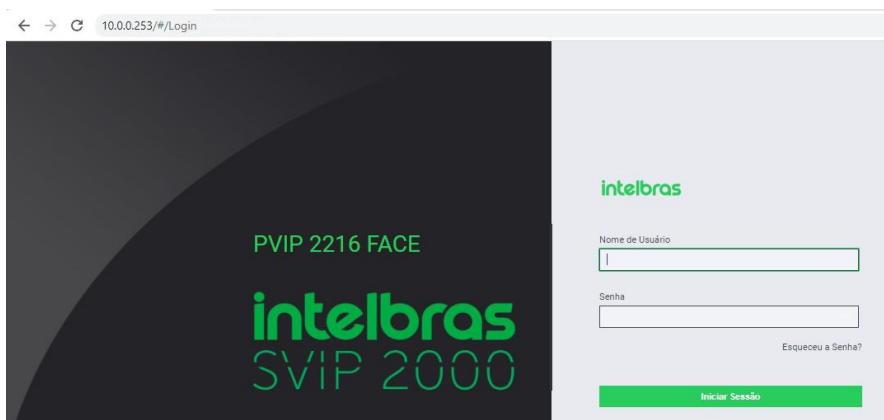 10.0.0.253/#/Login
PVIP 2216 FACE
intelbras
SVIP 2000
intelbras
Nome de Usuário
Senha
Esqueceu a Senha?
Iniciar Sessão